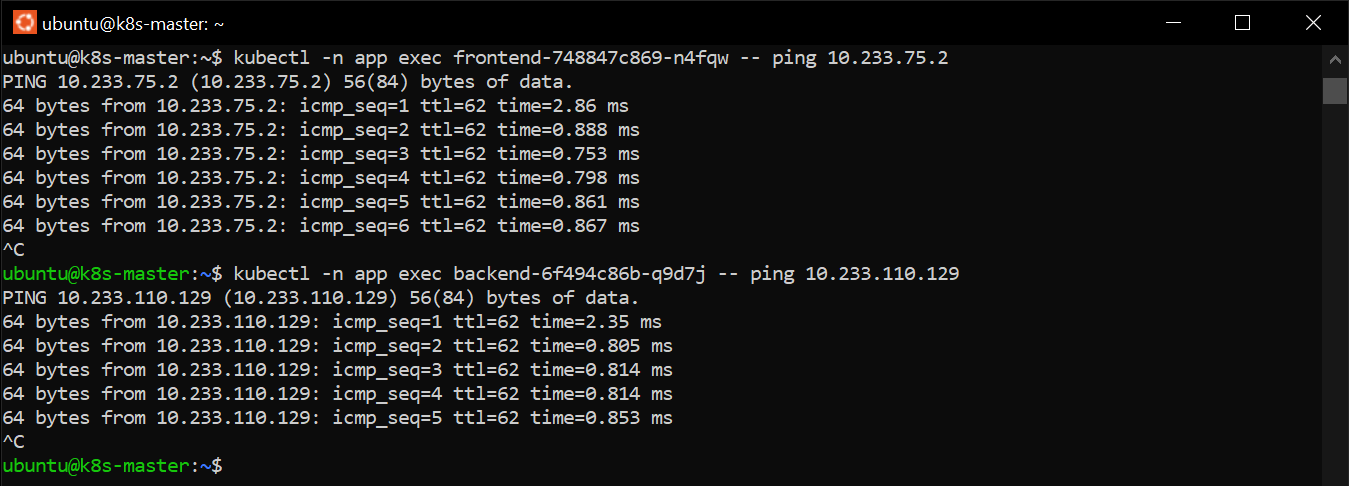 ubuntu@k8s-master: ~
ubuntu@k8s-master:~$ kubectl -n app exec frontend-748847c869-n4fqw -- ping 10.233.75.2
PING 10.233.75.2 (10.233.75.2) 56(84) bytes of data.
64 bytes from 10.233.75.2: icmp_seq=1 ttl=62 time=2.86 ms
64 bytes from 10.233.75.2: icmp_seq=2 ttl=62 time=0.888 ms
64 bytes from 10.233.75.2: icmp_seq=3 ttl=62 time=0.753 ms
64 bytes from 10.233.75.2: icmp_seq=4 ttl=62 time=0.798 ms
64 bytes from 10.233.75.2: icmp_seq=5 ttl=62 time=0.861 ms
64 bytes from 10.233.75.2: icmp_seq=6 ttl=62 time=0.867 ms
^C
ubuntu@k8s-master:~$ kubectl -n app exec backend-6f494c86b-q9d7j -- ping 10.233.110.129
PING 10.233.110.129 (10.233.110.129) 56(84) bytes of data.
64 bytes from 10.233.110.129: icmp_seq=1 ttl=62 time=2.35 ms
64 bytes from 10.233.110.129: icmp_seq=2 ttl=62 time=0.805 ms
64 bytes from 10.233.110.129: icmp_seq=3 ttl=62 time=0.814 ms
64 bytes from 10.233.110.129: icmp_seq=4 ttl=62 time=0.814 ms
64 bytes from 10.233.110.129: icmp_seq=5 ttl=62 time=0.853 ms
^C
ubuntu@k8s-master:~$